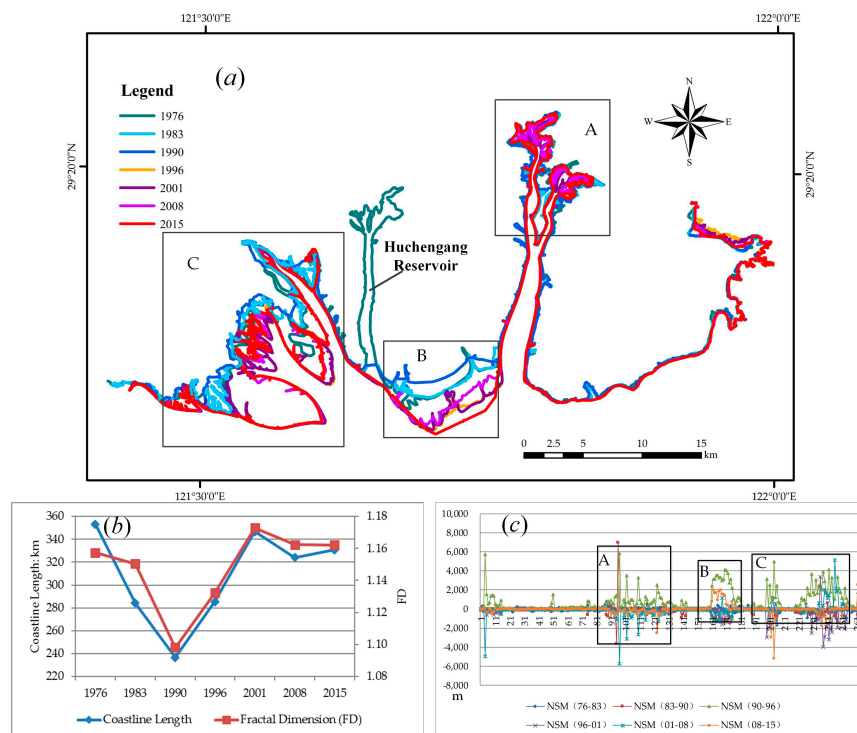 121°30'0"E
122°0'0"E
(a)
Legend
1976
1983
1990
1996
2001
2008
2015
29°20'0"N
29°20'0"N
N
W
E
S
A
Huchengang
Reservoir
C
B
0
2.5
5
10
15
km
121°30'0"E
122°0'0"E
(b)
Coastline Length: km
360
340
320
300
280
260
240
220
1.18
1.16
1.14
1.12
1.10
1.08
FD
1976 1983 1990 1996 2001 2008 2015
Coastline Length
Fractal Dimension (FD)
(c)
10,000
8,000
6,000
4,000
2,000
0
-2,000
-4,000
-6,000
-8,000
m
A
B
C
1
11
21
31
41
51
61
71
81
NSM（76-83） NSM（83-90） NSM（90-96）
NSM（96-01） NSM（01-08） NSM（08-15）